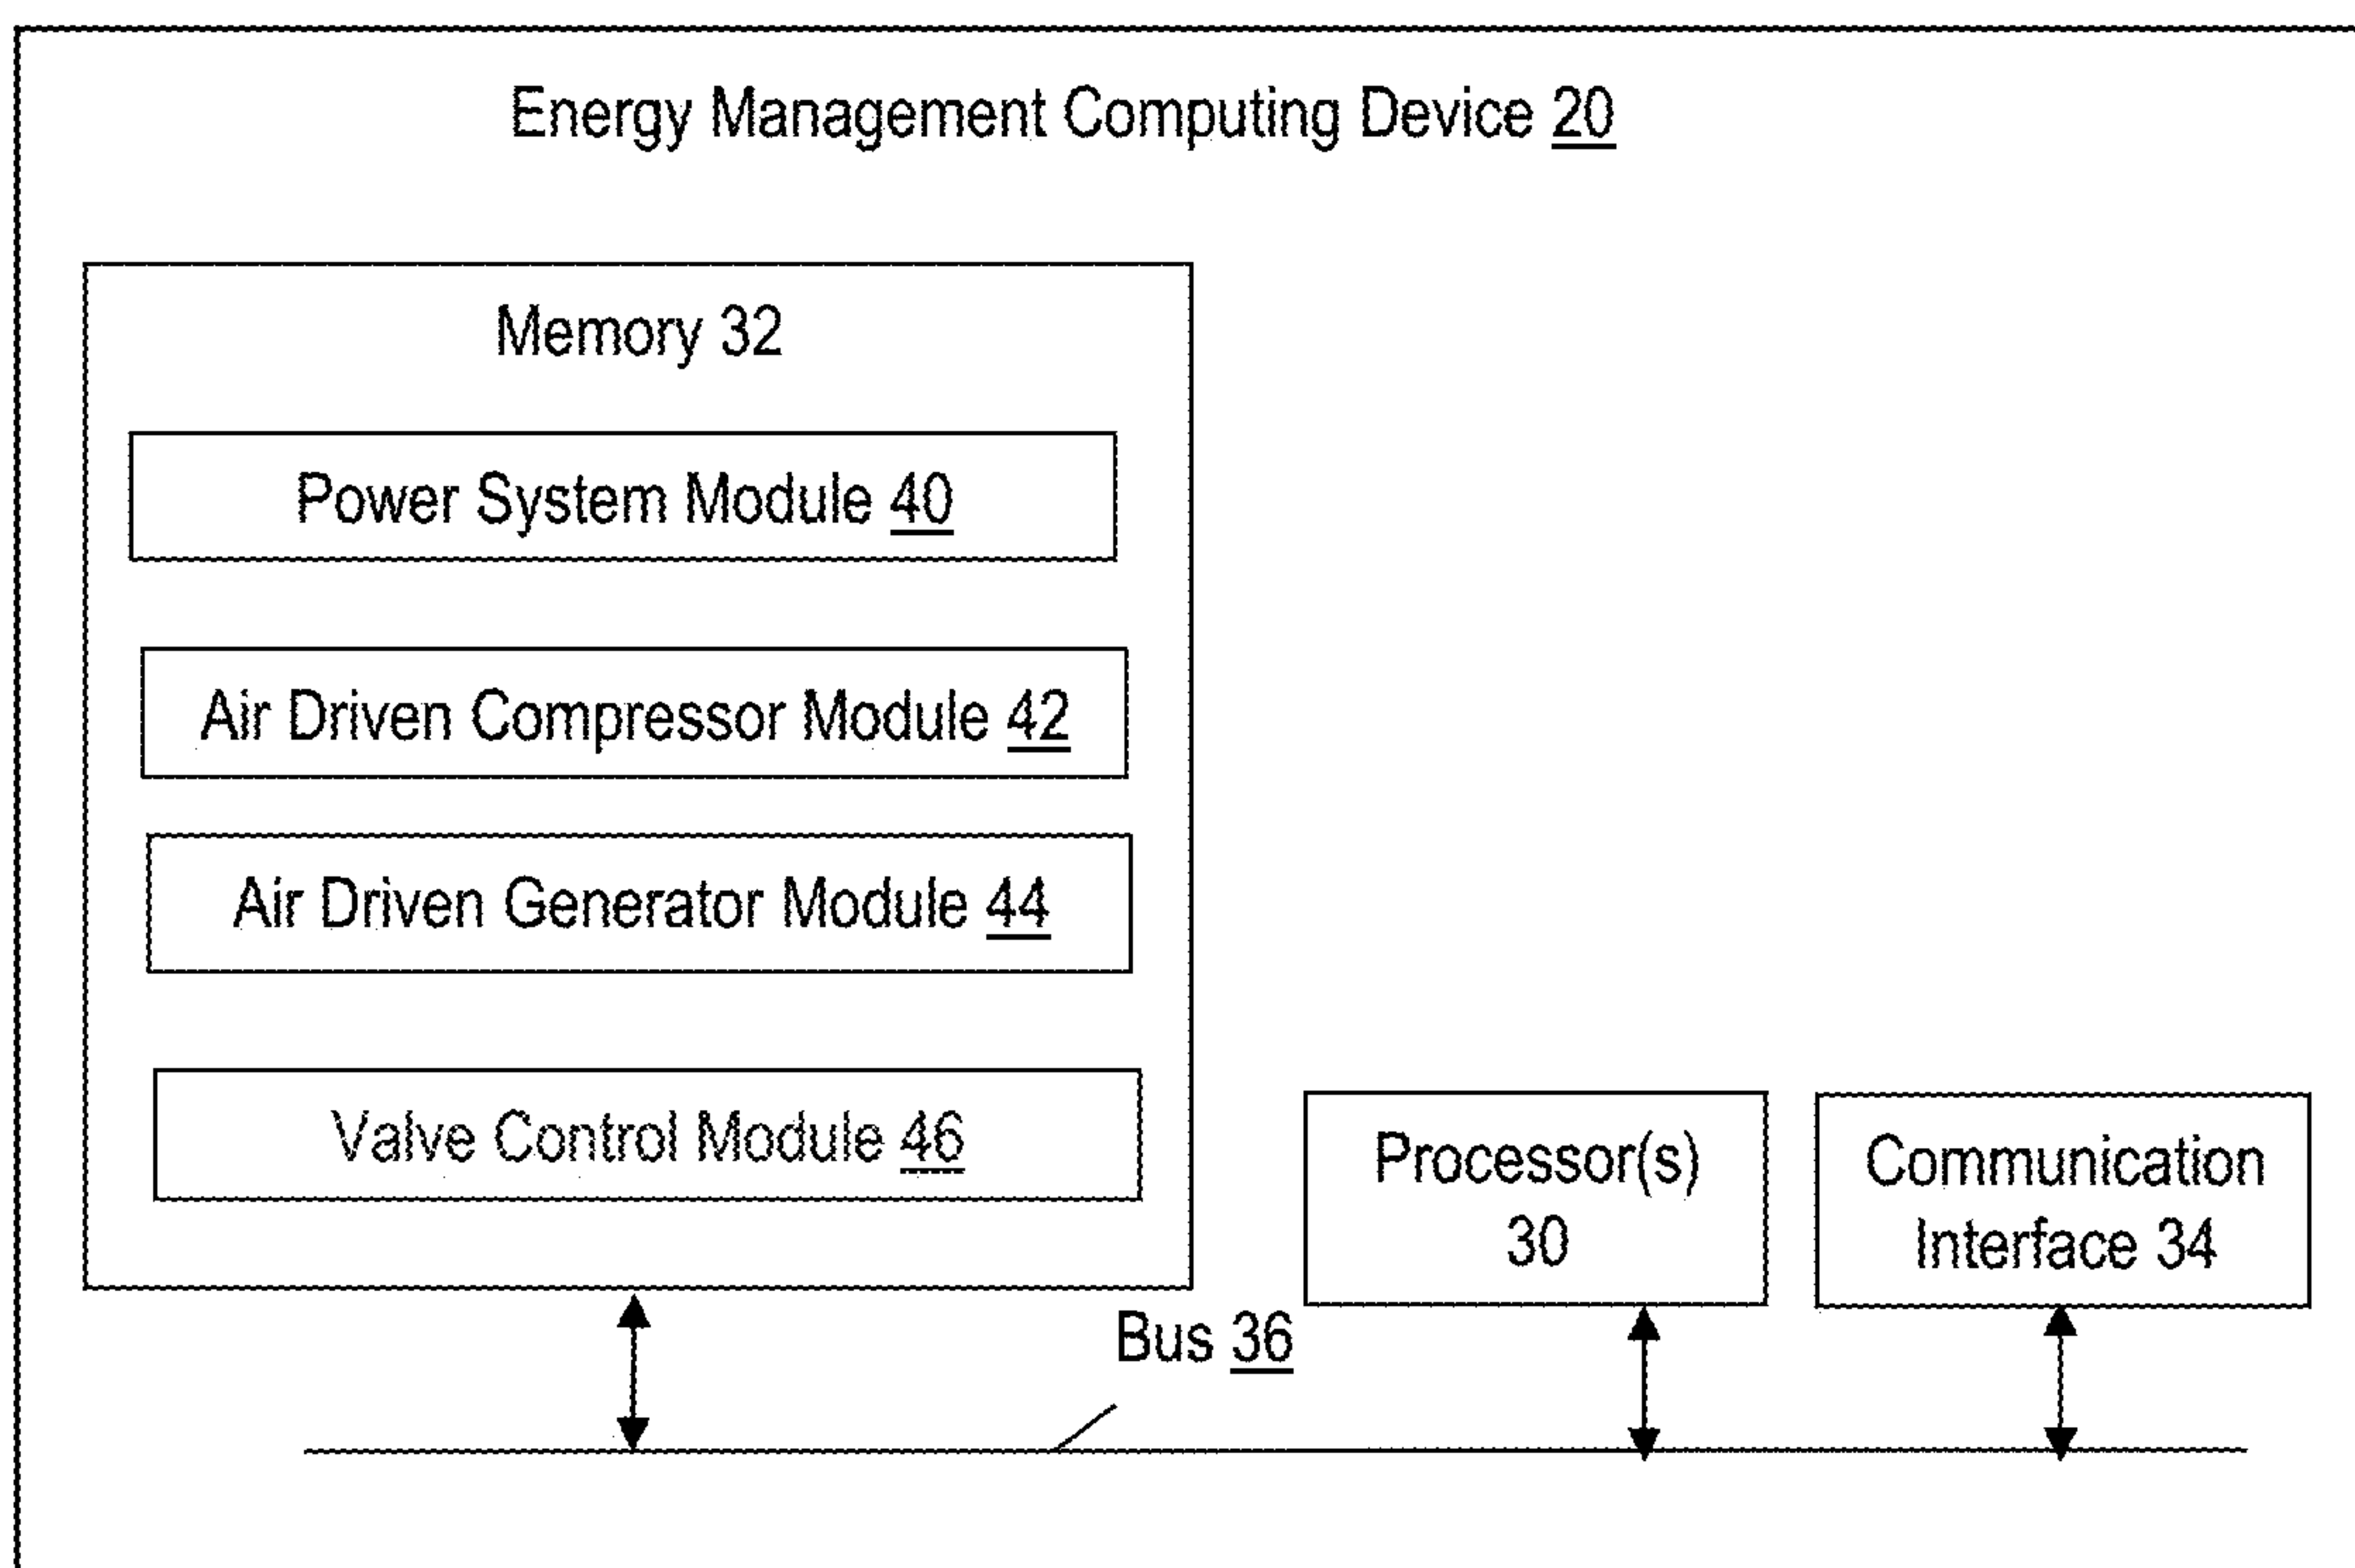 Energy Management Computing Device 20
Memory 32
Power System Module 40
Air Driven Compressor Module 42
Air Driven Generator Module 44
Valve Control Module 46
Processor(s)
30
Communication
Interface 34
Bus 36